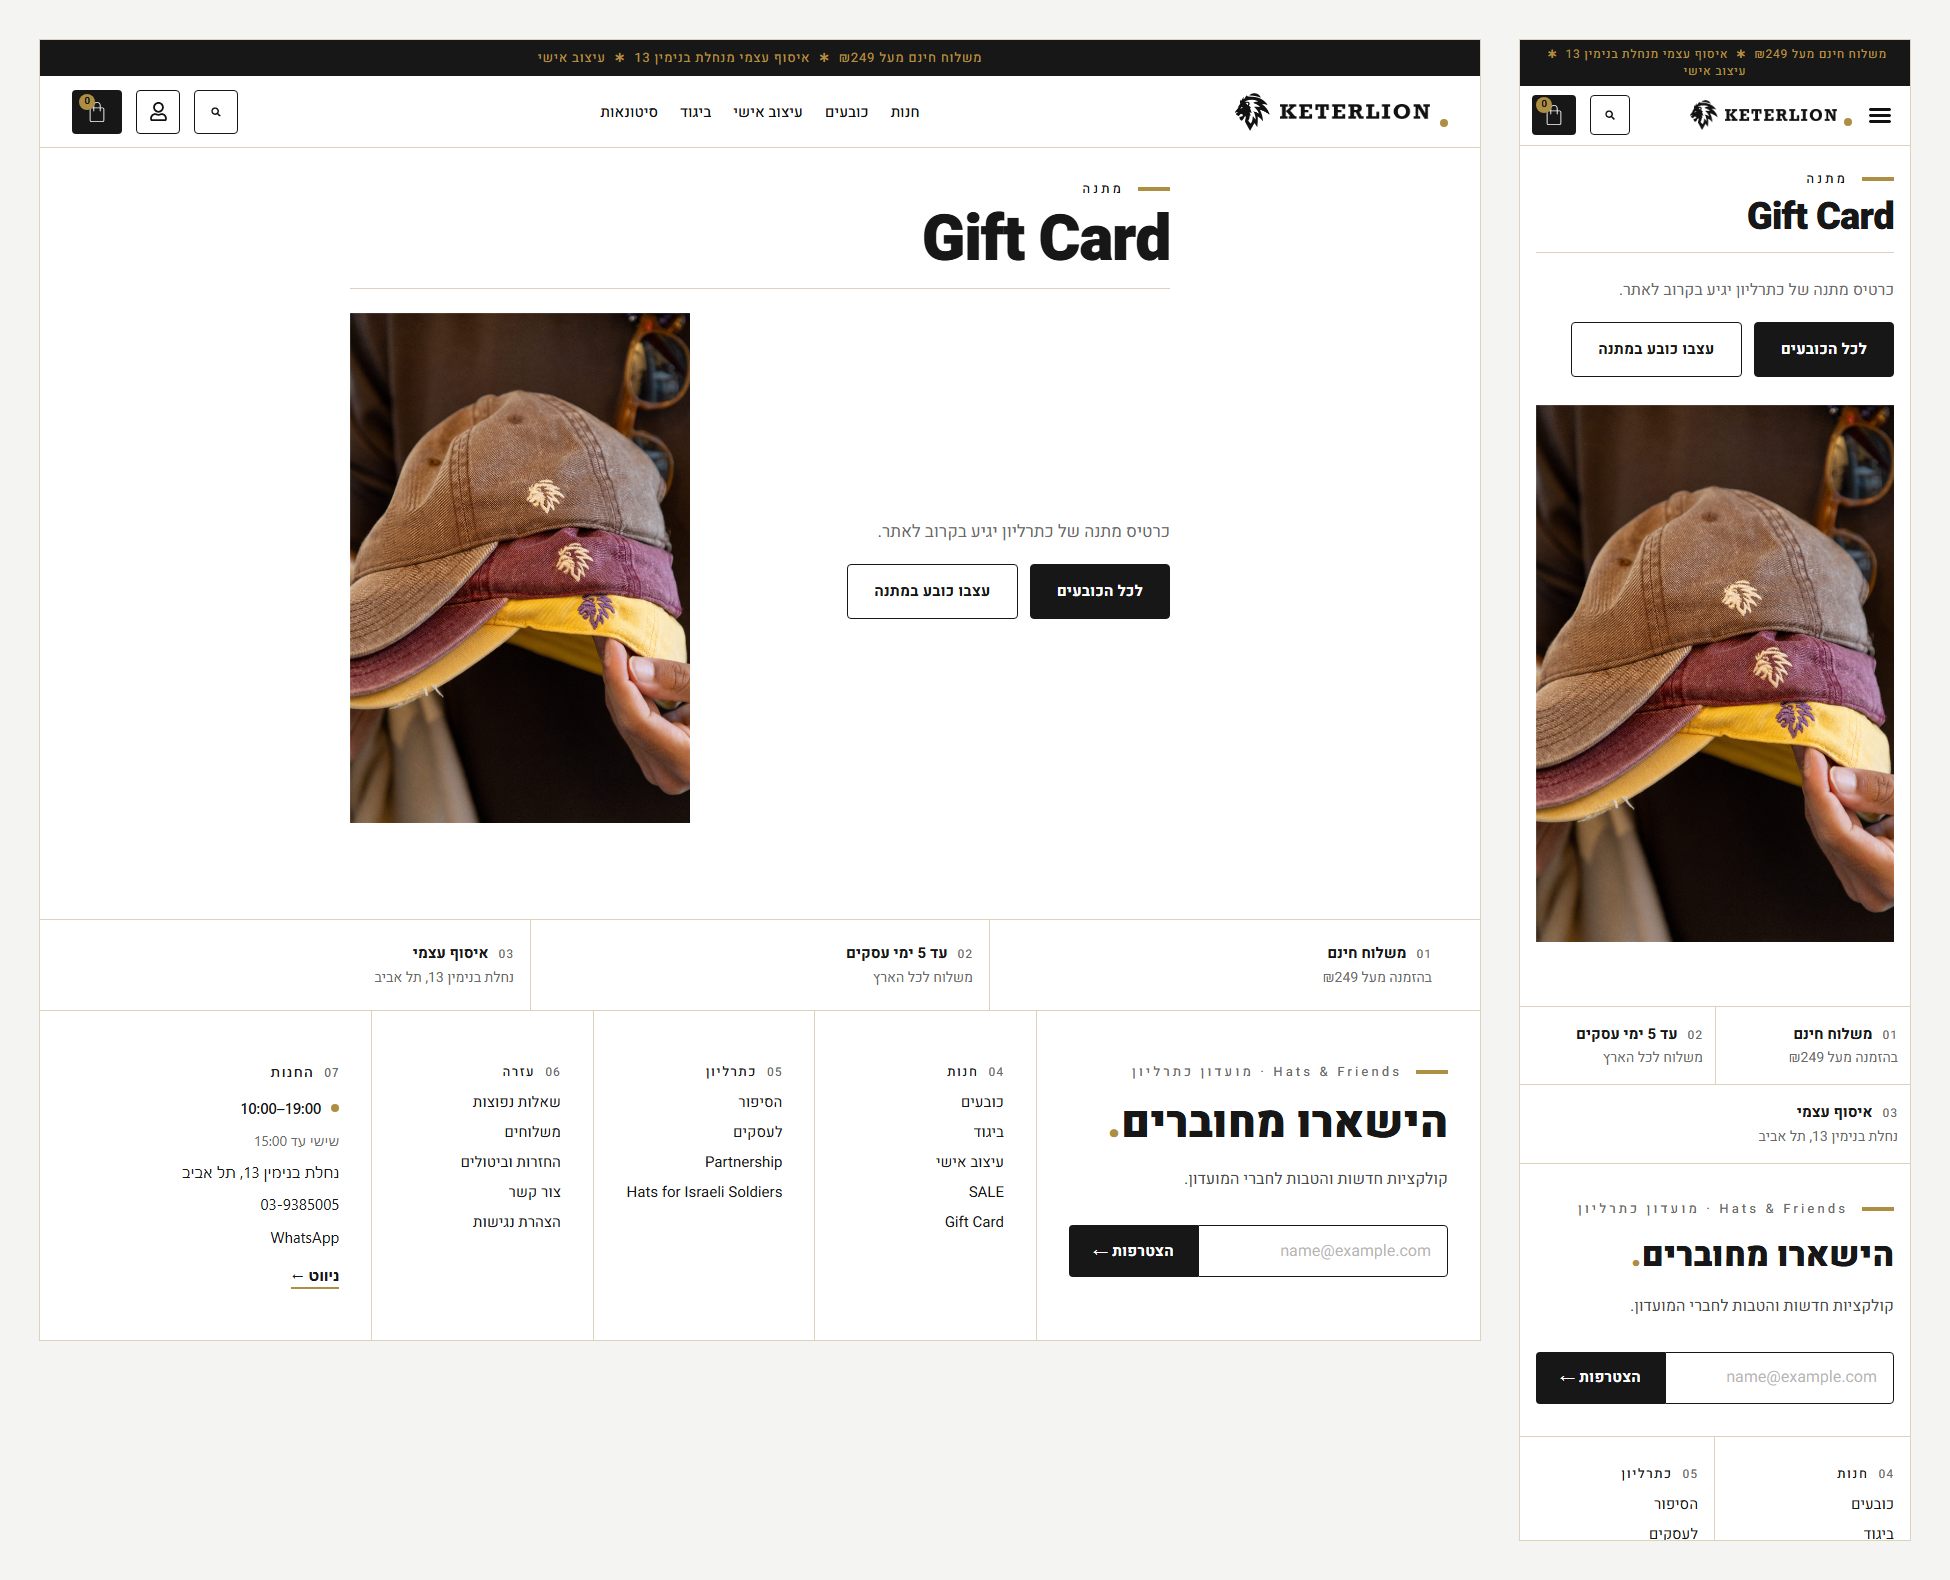 משלוח חינם מעל 249₪ ✱ איסוף עצמי מנחלת בנימין 13 ✱ עיצוב אישי
KETERLION
חנות כובעים עיצוב אישי ביגוד סיטונאות
0
מתנה
Gift Card
כרטיס מתנה של כתרליון יגיע בקרוב לאתר.
לכל הכובעים
עצבו כובע במתנה
01 משלוח חינם
בהזמנה מעל 249₪
02 עד 5 ימי עסקים
משלוח לכל הארץ
03 איסוף עצמי
נחלת בנימין 13, תל אביב
מועדון כתרליון · Hats & Friends
הישארו מחוברים.
קולקציות חדשות והטבות לחברי המועדון.
name@example.com
הצטרפות ←
04 חנות
כובעים
ביגוד
עיצוב אישי
SALE
Gift Card
05 כתרליון
הסיפור
לעסקים
Partnership
Hats for Israeli Soldiers
06 עזרה
שאלות נפוצות
משלוחים
החזרות וביטולים
צור קשר
הצהרת נגישות
07 החנות
10:00–19:00
שישי עד 15:00
נחלת בנימין 13, תל אביב
03-9385005
WhatsApp
ניווט ←
משלוח חינם מעל 249₪ ✱ איסוף עצמי מנחלת בנימין 13 ✱
עיצוב אישי
KETERLION
0
מתנה
Gift Card
כרטיס מתנה של כתרליון יגיע בקרוב לאתר.
לכל הכובעים
עצבו כובע במתנה
01 משלוח חינם
בהזמנה מעל 249₪
02 עד 5 ימי עסקים
משלוח לכל הארץ
03 איסוף עצמי
נחלת בנימין 13, תל אביב
מועדון כתרליון · Hats & Friends
הישארו מחוברים.
קולקציות חדשות והטבות לחברי המועדון.
name@example.com
הצטרפות ←
04 חנות
כובעים
ביגוד
05 כתרליון
הסיפור
לעסקים